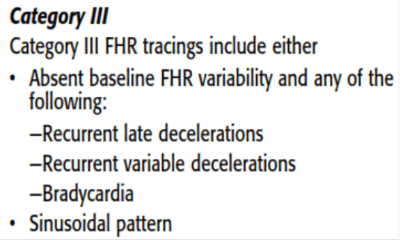 Category III
Category III FHR tracings include either
• Absent baseline FHR variability and any of the
following:
–Recurrent late decelerations
–Recurrent variable decelerations
–Bradycardia
• Sinusoidal pattern